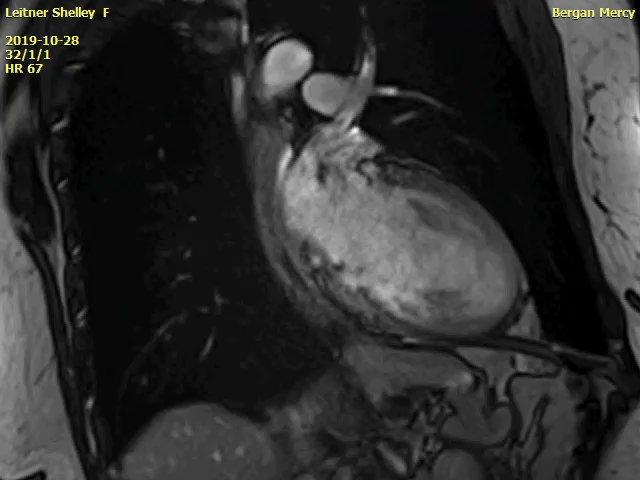 Leitner Shelley F
Bergan Mercy
2019-10-28
32/1/1
HR 67